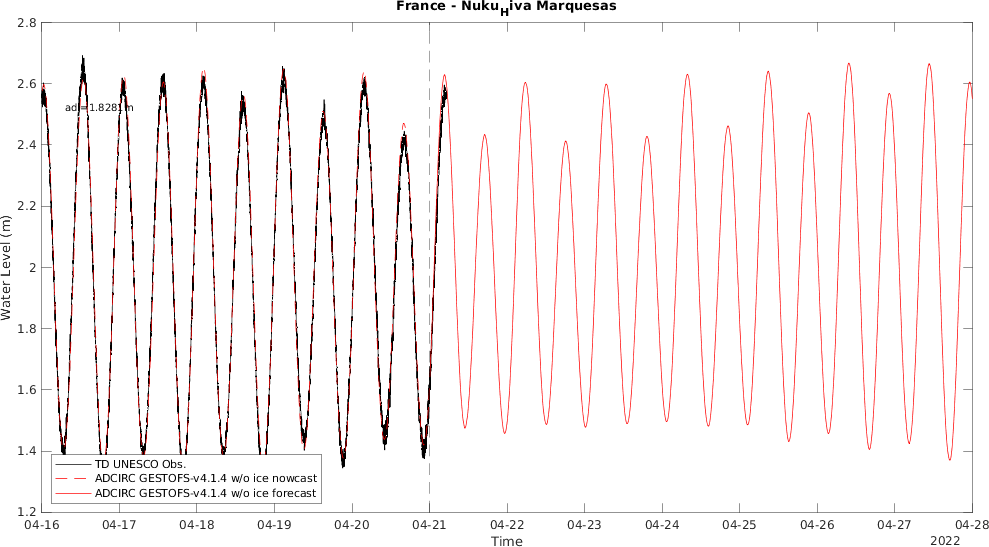 France - Nuku Hiva Marquesas
2.8
2.6
2.4
2.2
2
1.8
1.6
1.4
1.2
Water Level (m)
adj=1.8281m
TD UNESCO Obs.
ADCIRC GESTOFS-v4.1.4 w/o ice nowcast
ADCIRC GESTOFS-v4.1.4 w/o ice forecast
04-16 04-17 04-18 04-19 04-20 04-21 04-22 04-23 04-24 04-25 04-26 04-27 04-28
Time
2022